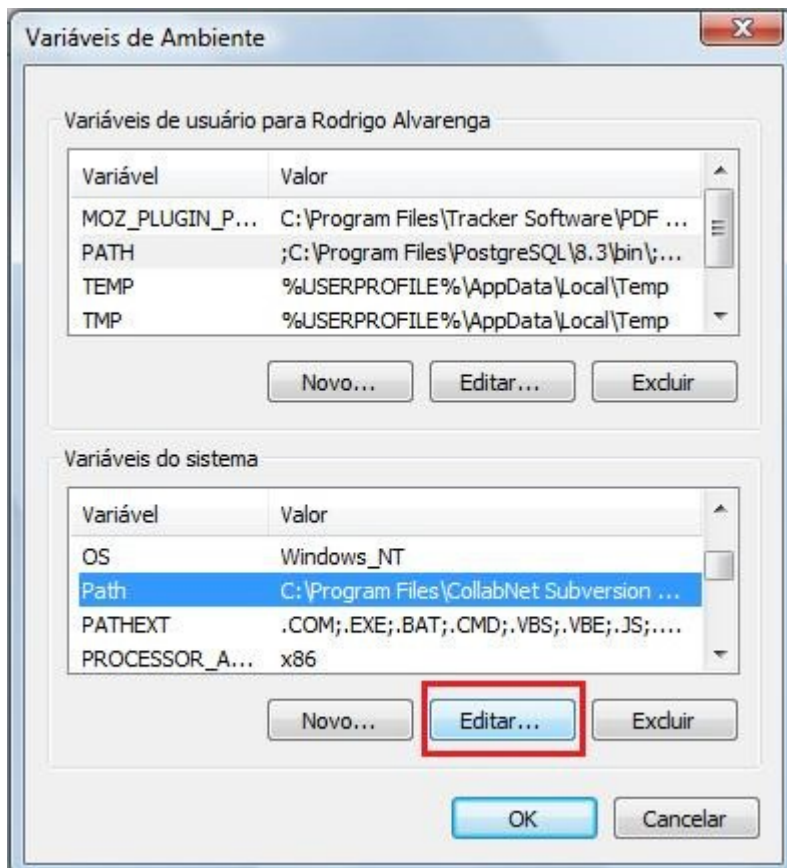 Variáveis de Ambiente
Variáveis de usuário para Rodrigo Alvarenga
Variável Valor
MOZ_PLUGIN_P... C:\Program Files\Tracker Software\PDF ...
PATH ;C:\Program Files\PostgreSQL\8.3\bin\;...
TEMP %USERPROFILE%\AppData\Local\Temp
TMP %USERPROFILE%\AppData\Local\Temp
Novo... Editar... Excluir
Variáveis do sistema
Variável Valor
OS Windows_NT
Path C:\Program Files\CollabNet Subversion ...
PATHEXT .COM;.EXE;.BAT;.CMD;.VBS;.VBE;.JS;....
PROCESSOR_A... x86
Novo... Editar... Excluir
OK Cancelar